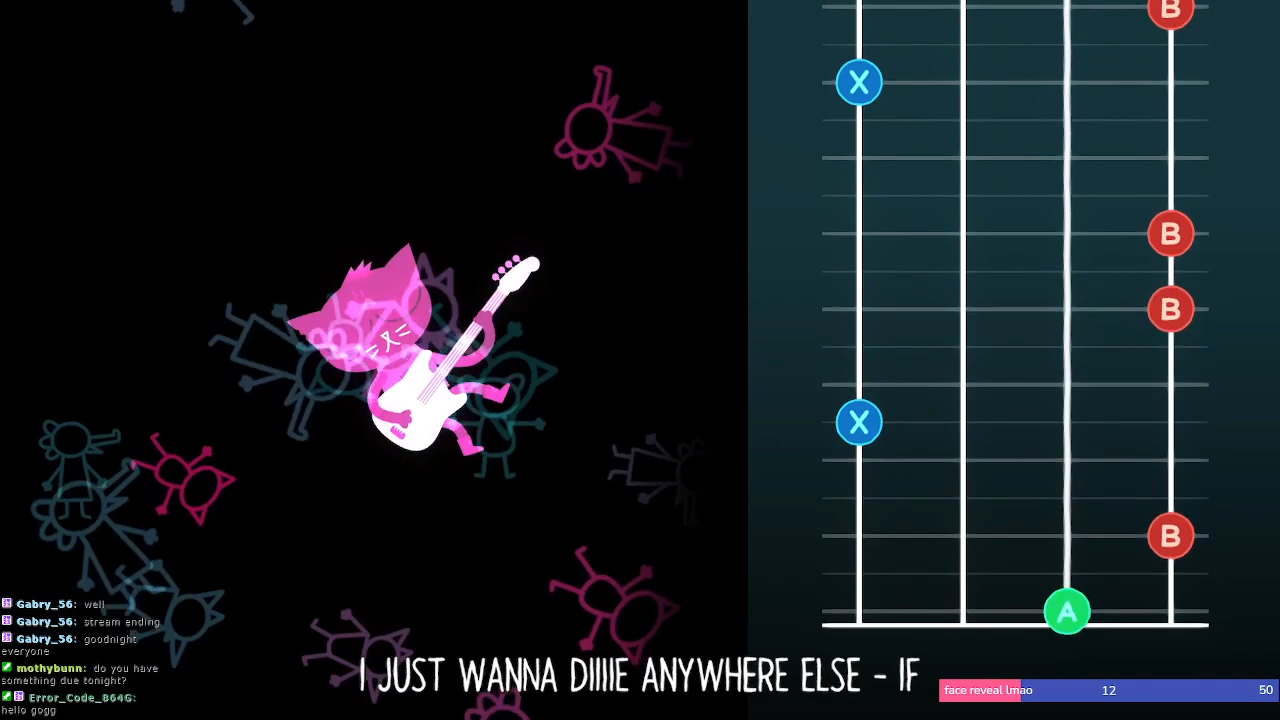 B
X
B
B
X
B
A
Gabry_56: well
Gabry_56: stream ending
Gabry_56: goodnight
everyone
mothybunn: do you have
something due tonight?
Error_Code_864G:
hello gogg
I JUST WANNA DIIIIE ANYWHERE ELSE - IF
face reveal lmao 12 50